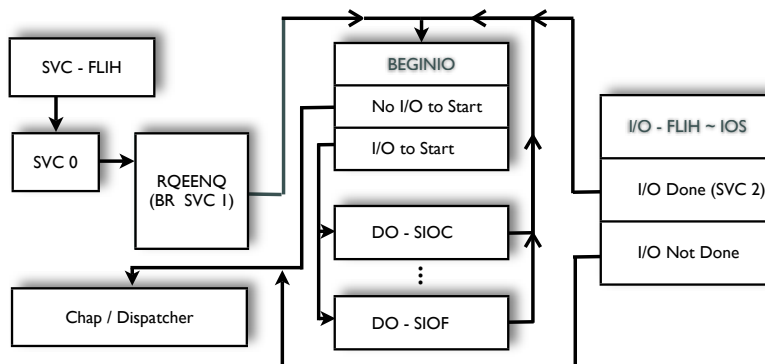 SVC - FLIH
SVC 0
RQEENQ
(BR SVC 1)
BEGINIO
No I/O to Start
I/O to Start
DO - SIOC
DO - SIOF
I/O - FLIH ~ IOS
I/O Done (SVC 2)
I/O Not Done
Chap / Dispatcher